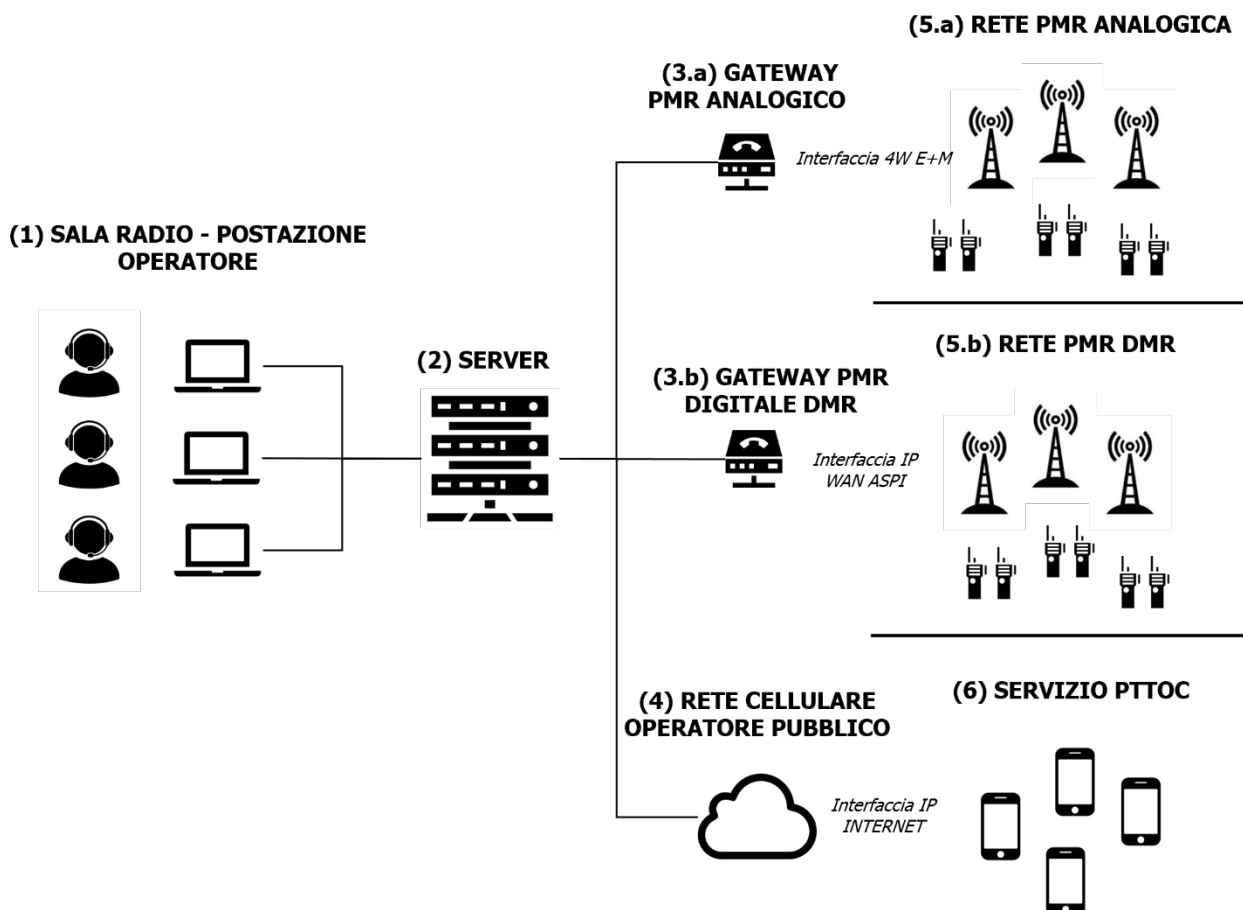 (5.a) RETE PMR ANALOGICA
(3.a) GATEWAY
PMR ANALOGICO
Interfaccia 4W E+M
(1) SALA RADIO - POSTAZIONE
OPERATORE
(2) SERVER
(3.b) GATEWAY PMR
DIGITALE DMR
Interfaccia IP
WAN ASPI
(5.b) RETE PMR DMR
(4) RETE CELLULARE
OPERATORE PUBBLICO
Interfaccia IP
INTERNET
(6) SERVIZIO PTTOC